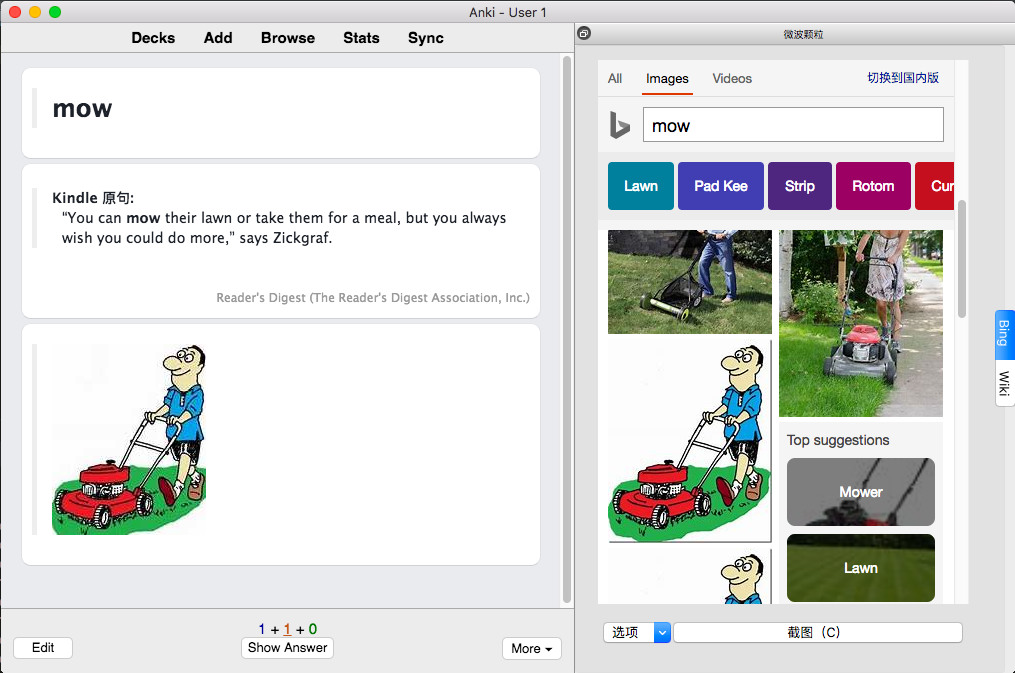 Anki - User 1
Decks Add Browse Stats Sync
mow
Kindle 原句:
“You can mow their lawn or take them for a meal, but you always
wish you could do more,” says Zickgraf.
Reader's Digest (The Reader's Digest Association, Inc.)
1 + 1 + 0
Edit Show Answer More
微波颗粒
All Images Videos 切换到国内版
mow
Lawn Pad Kee Strip Rotom Cur
Top suggestions
Mower
Lawn
选项 截图（C）
Bing
Wiki